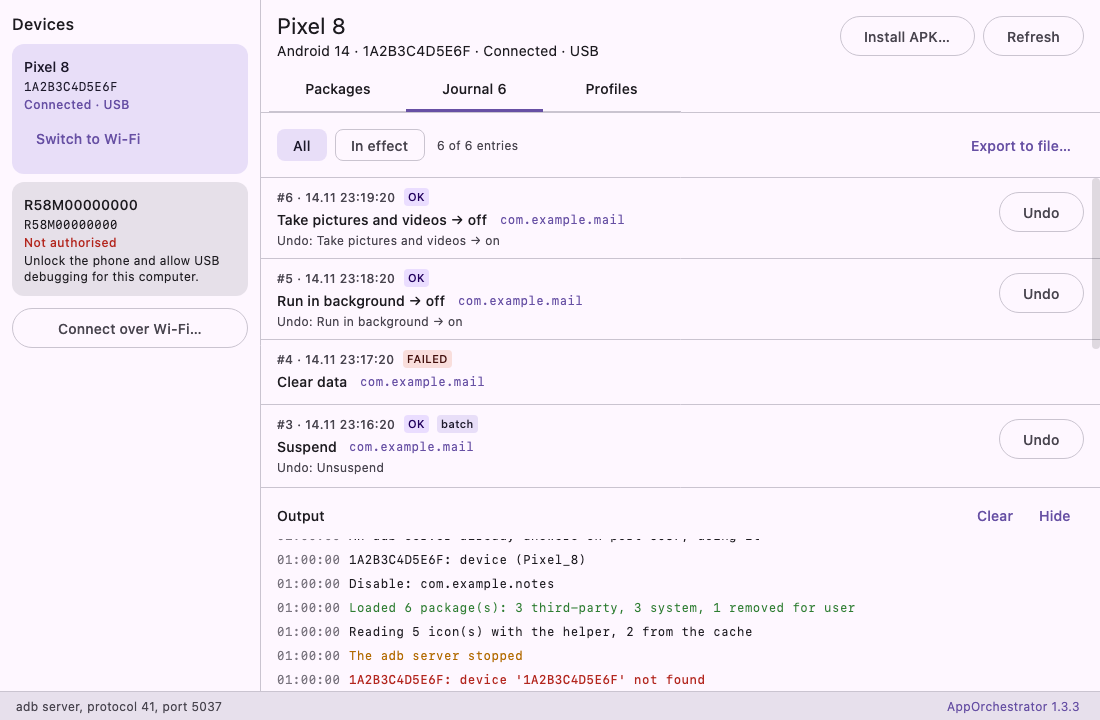 Devices
Pixel 8
1A2B3C4D5E6F
Connected · USB
Switch to Wi-Fi
R58M00000000
R58M00000000
Not authorised
Unlock the phone and allow USB
debugging for this computer.
Connect over Wi-Fi...
Pixel 8
Android 14 · 1A2B3C4D5E6F · Connected · USB
Install APK...
Refresh
Packages
Journal 6
Profiles
All
In effect
6 of 6 entries
Export to file...
#6 · 14.11 23:19:20 OK
Take pictures and videos → off com.example.mail
Undo: Take pictures and videos → on
Undo
#5 · 14.11 23:18:20 OK
Run in background → off com.example.mail
Undo: Run in background → on
Undo
#4 · 14.11 23:17:20 FAILED
Clear data com.example.mail
#3 · 14.11 23:16:20 OK batch
Suspend com.example.mail
Undo: Unsuspend
Undo
Output
Clear
Hide
01:00:00 1A2B3C4D5E6F: device (Pixel_8)
01:00:00 Disable: com.example.notes
01:00:00 Loaded 6 package(s): 3 third-party, 3 system, 1 removed for user
01:00:00 Reading 5 icon(s) with the helper, 2 from the cache
01:00:00 The adb server stopped
01:00:00 1A2B3C4D5E6F: device '1A2B3C4D5E6F' not found
adb server, protocol 41, port 5037
AppOrchestrator 1.3.3